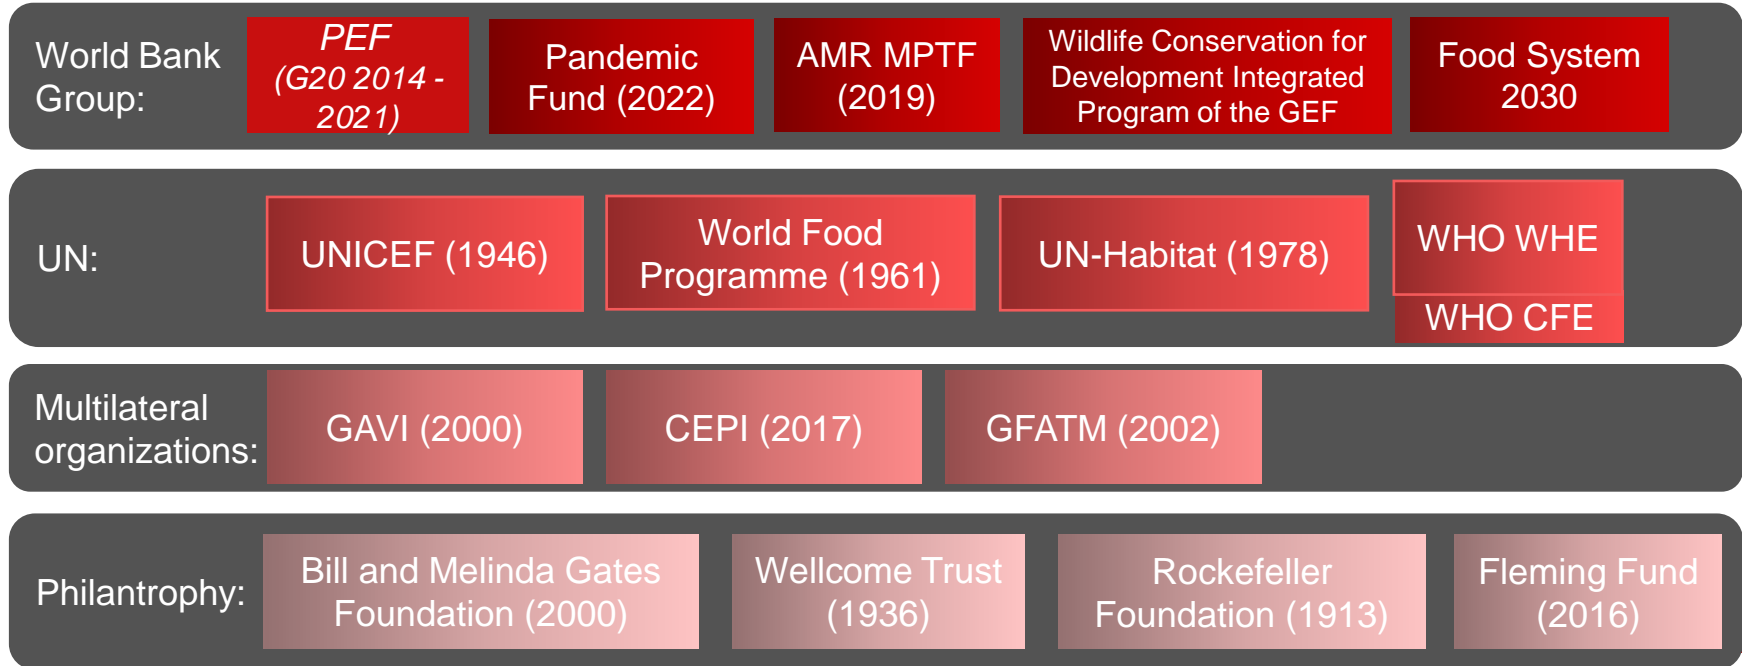 World Bank
Group:
PEF
(G20 2014 -
2021)
Pandemic
Fund (2022)
AMR MPTF
(2019)
Wildlife Conservation for
Development Integrated
Program of the GEF
Food System
2030
UN:
UNICEF (1946)
World Food
Programme (1961)
UN-Habitat (1978)
WHO WHE
WHO CFE
Multilateral
organizations:
GAVI (2000)
CEPI (2017)
GFATM (2002)
Philantropy:
Bill and Melinda Gates
Foundation (2000)
Wellcome Trust
(1936)
Rockefeller
Foundation (1913)
Fleming Fund
(2016)